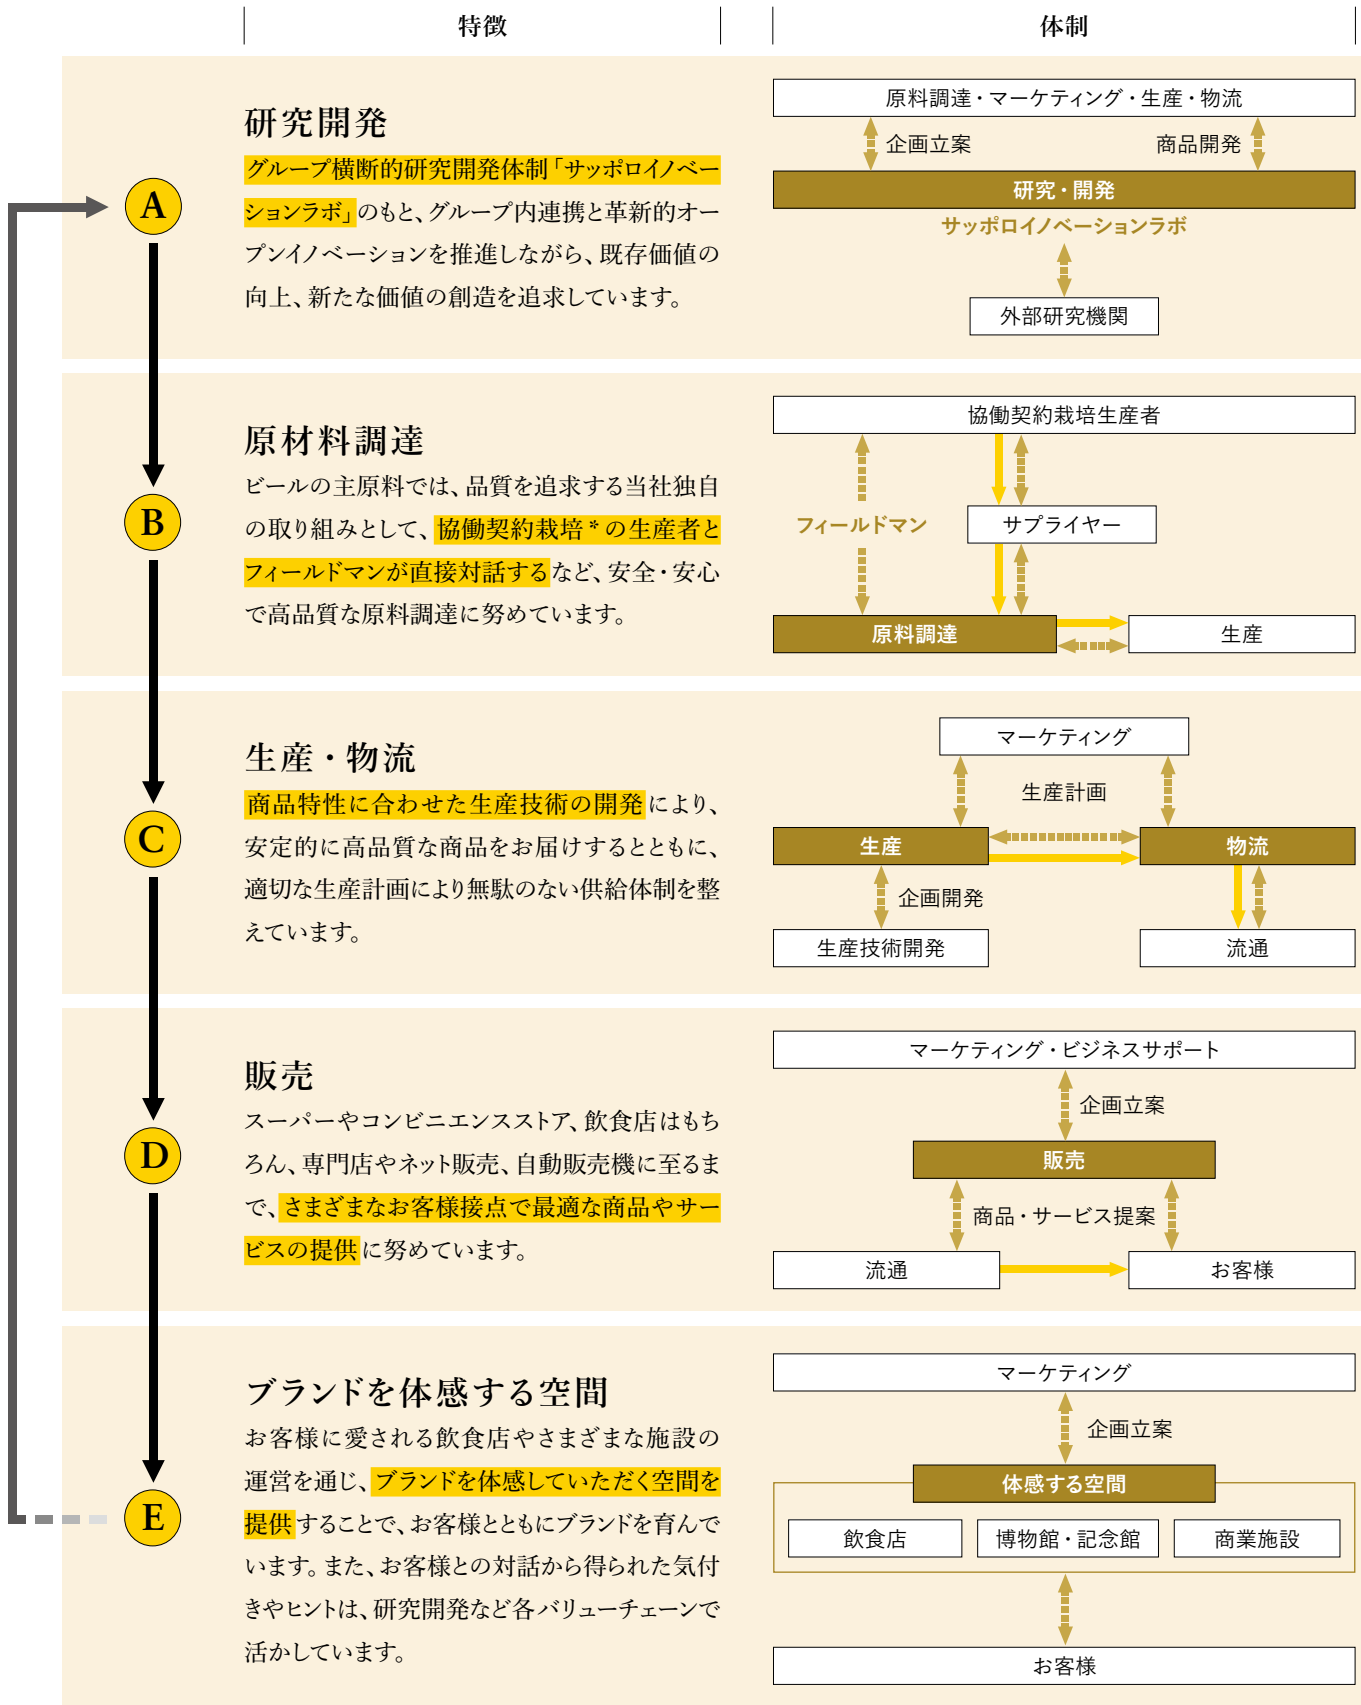 特徴
体制
A
研究開発
グループ横断的研究開発体制「サッポロイノベー
ションラボ」のもと、グループ内連携と革新的オー
プンイノベーションを推進しながら、既存価値の
向上、新たな価値の創造を追求しています。
原料調達・マーケティング・生産・物流
企画立案
商品開発
研究・開発
サッポロイノベーションラボ
外部研究機関
B
原材料調達
ビールの主原料では、品質を追求する当社独自
の取り組みとして、協働契約栽培*の生産者と
フィールドマンが直接対話するなど、安全・安心
で高品質な原料調達に努めています。
協働契約栽培生産者
フィールドマン
サプライヤー
原料調達
生産
C
生産・物流
商品特性に合わせた生産技術の開発により、
安定的に高品質な商品をお届けするとともに、
適切な生産計画により無駄のない供給体制を整
えています。
マーケティング
生産計画
生産
物流
企画開発
生産技術開発
流通
D
販売
スーパーやコンビニエンスストア、飲食店はもち
ろん、専門店やネット販売、自動販売機に至るま
で、さまざまなお客様接点で最適な商品やサー
ビスの提供に努めています。
マーケティング・ビジネスサポート
企画立案
販売
商品・サービス提案
流通
お客様
E
ブランドを体感する空間
お客様に愛される飲食店やさまざまな施設の
運営を通じ、ブランドを体感していただく空間を
提供することで、お客様とともにブランドを育んで
います。また、お客様との対話から得られた気付
きやヒントは、研究開発など各バリューチェーンで
活かしています。
マーケティング
企画立案
体感する空間
飲食店
博物館・記念館
商業施設
お客様